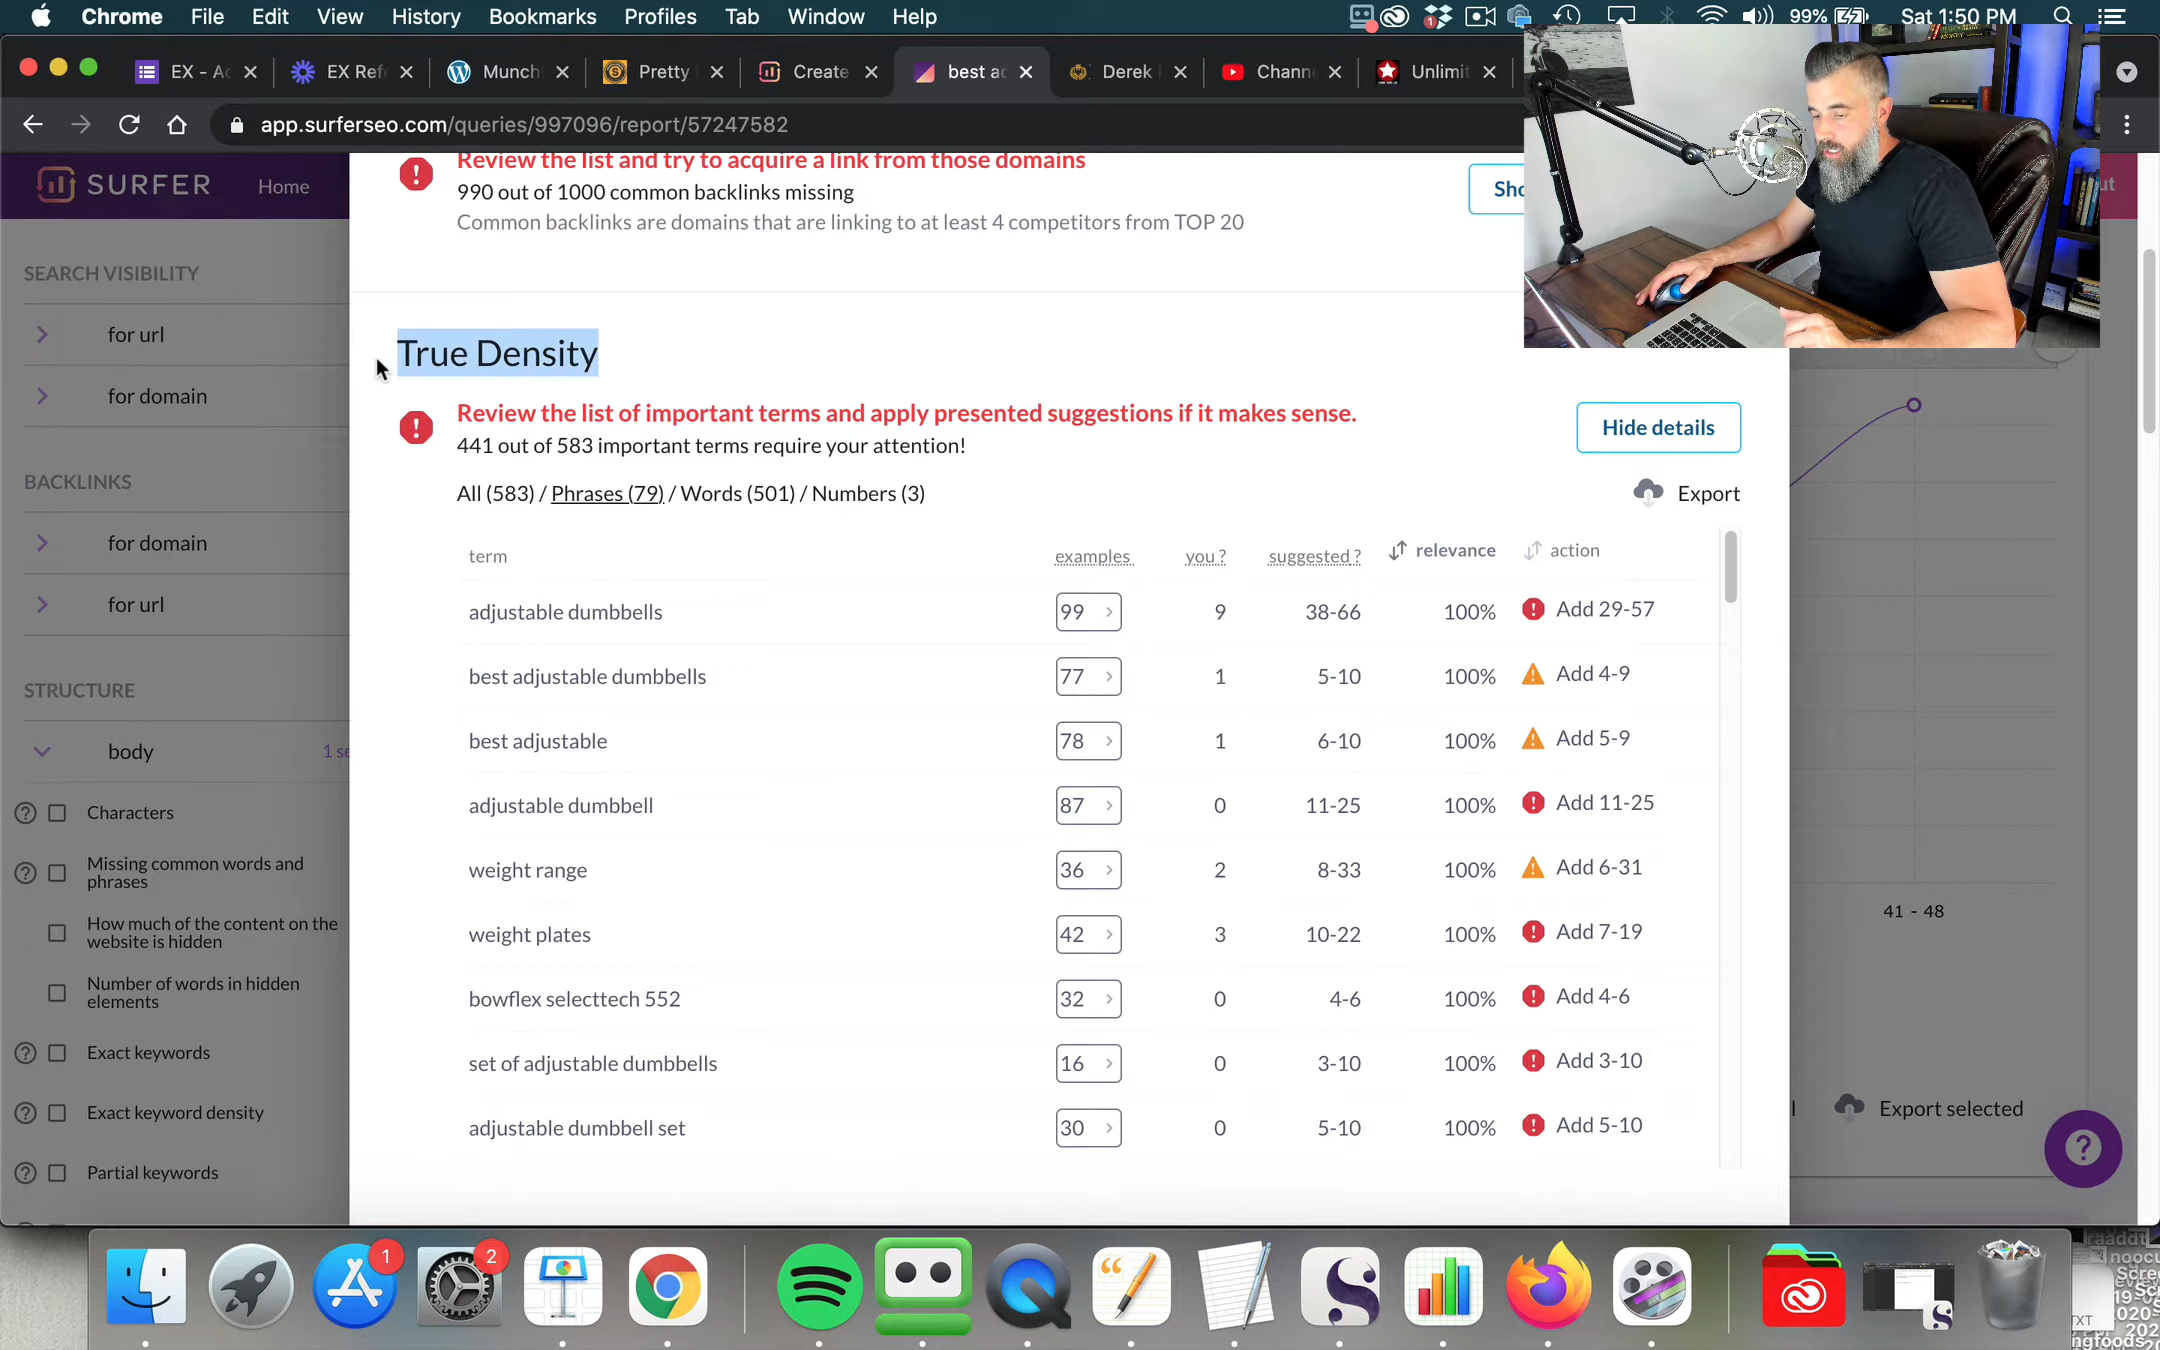 Chrome File Edit View History Bookmarks Profiles Tab Window Help 1 99% Sat 1:50 PM
EX - Ac EX Ref Munch Pretty Create best ac Derek Chann Unlimit
app.surferseo.com/queries/997096/report/57247582
SURFER Home
SEARCH VISIBILITY
for url
for domain
BACKLINKS
for domain
for url
STRUCTURE
body 1 se
Characters
Missing common words and
phrases
How much of the content on the
website is hidden
Number of words in hidden
elements
Exact keywords
Exact keyword density
Partial keywords
Review the list and try to acquire a link from those domains
990 out of 1000 common backlinks missing
Common backlinks are domains that are linking to at least 4 competitors from TOP 20
Sho
True Density
Review the list of important terms and apply presented suggestions if it makes sense.
441 out of 583 important terms require your attention!
Hide details
All (583) / Phrases (79) / Words (501) / Numbers (3)
Export
term examples you ? suggested ? relevance action
adjustable dumbbells 99 9 38-66 100% Add 29-57
best adjustable dumbbells 77 1 5-10 100% Add 4-9
best adjustable 78 1 6-10 100% Add 5-9
adjustable dumbbell 87 0 11-25 100% Add 11-25
weight range 36 2 8-33 100% Add 6-31
weight plates 42 3 10-22 100% Add 7-19
bowflex selecttech 552 32 0 4-6 100% Add 4-6
set of adjustable dumbbells 16 0 3-10 100% Add 3-10
adjustable dumbbell set 30 0 5-10 100% Add 5-10
41 - 48
Export selected
1 2
TXT